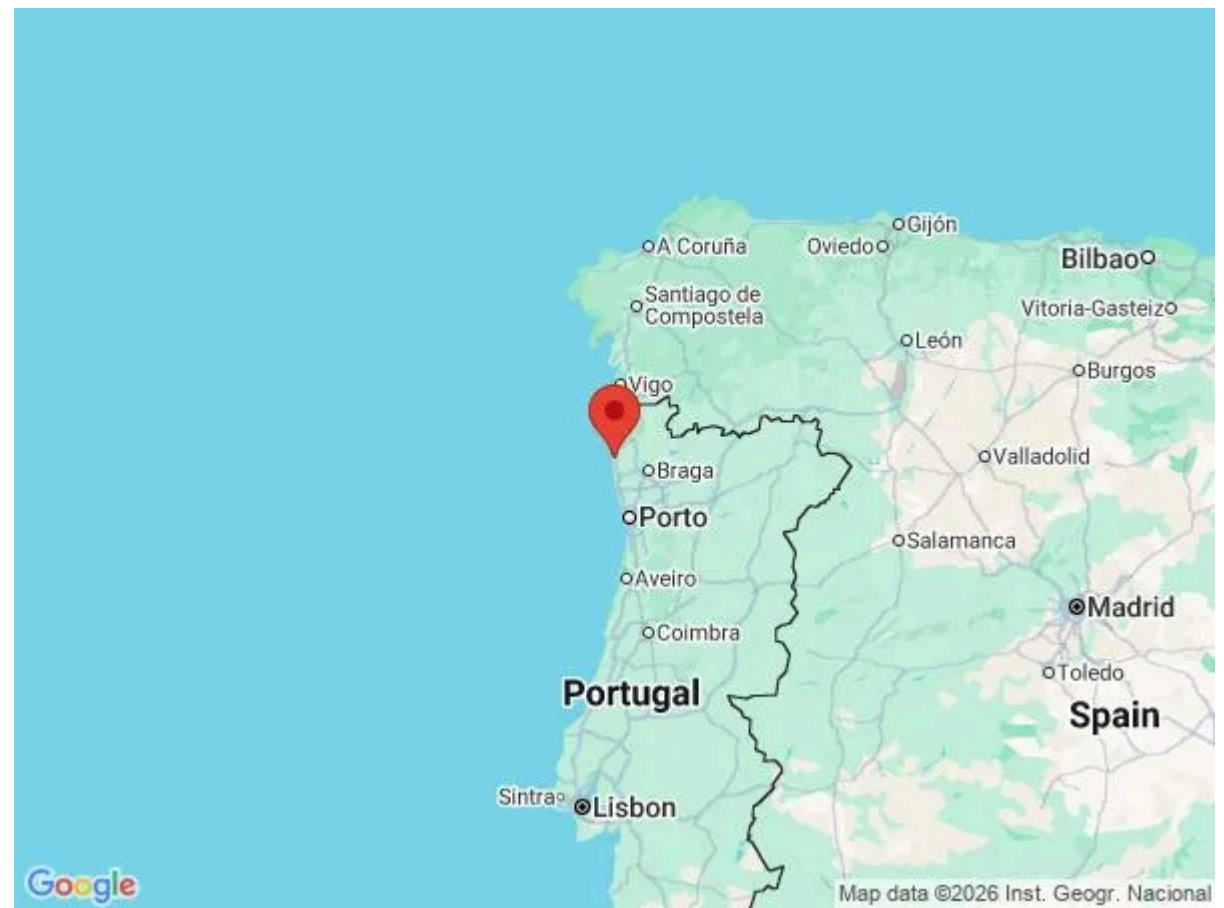 Gijón
A Coruña
Oviedo
Bilbao
Santiago de
Compostela
Vitoria-Gasteiz
León
Burgos
Vigo
Valladolid
Braga
Porto
Salamanca
Aveiro
Madrid
Coimbra
Toledo
Portugal
Spain
Sintra
Lisbon
Google
Map data ©2026 Inst. Geogr. Nacional